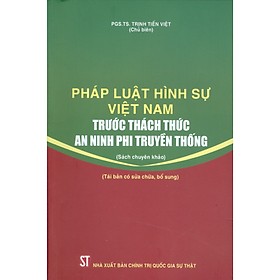 PGS.TS. TRỊNH TIẾN VIỆT
(Chủ biên)
PHÁP LUẬT HÌNH SỰ
VIỆT NAM
TRƯỚC THÁCH THỨC
AN NINH PHI TRUYỀN THỐNG
(Sách chuyên khảo)
(Tái bản có sửa chữa, bổ sung)
ST NHÀ XUẤT BẢN CHÍNH TRỊ QUỐC GIA SỰ THẬT